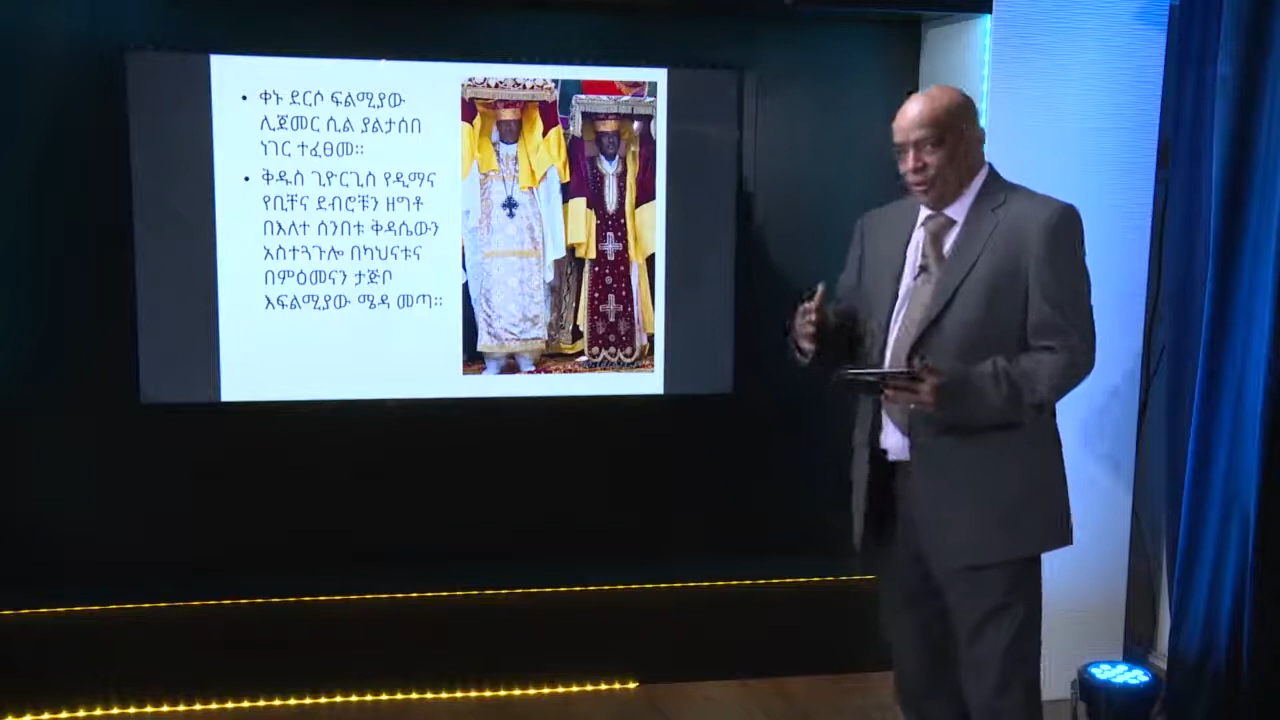 • ቀኑ ደርሶ ፍልሚያው
ሊጀመር ሲል ያልታሰበ
ነገር ተፈፀመ።
• ቅዱስ ጊዮርጊስ የዲማና
የቢቸና ደብሮቹን ዘግቶ
በእለተ ሰንበቱ ቅዳሴውን
አስተጓጉሎ በካህናቱና
በምዕመናን ታጅቦ
እፍልሚያው ሜዳ መጣ።